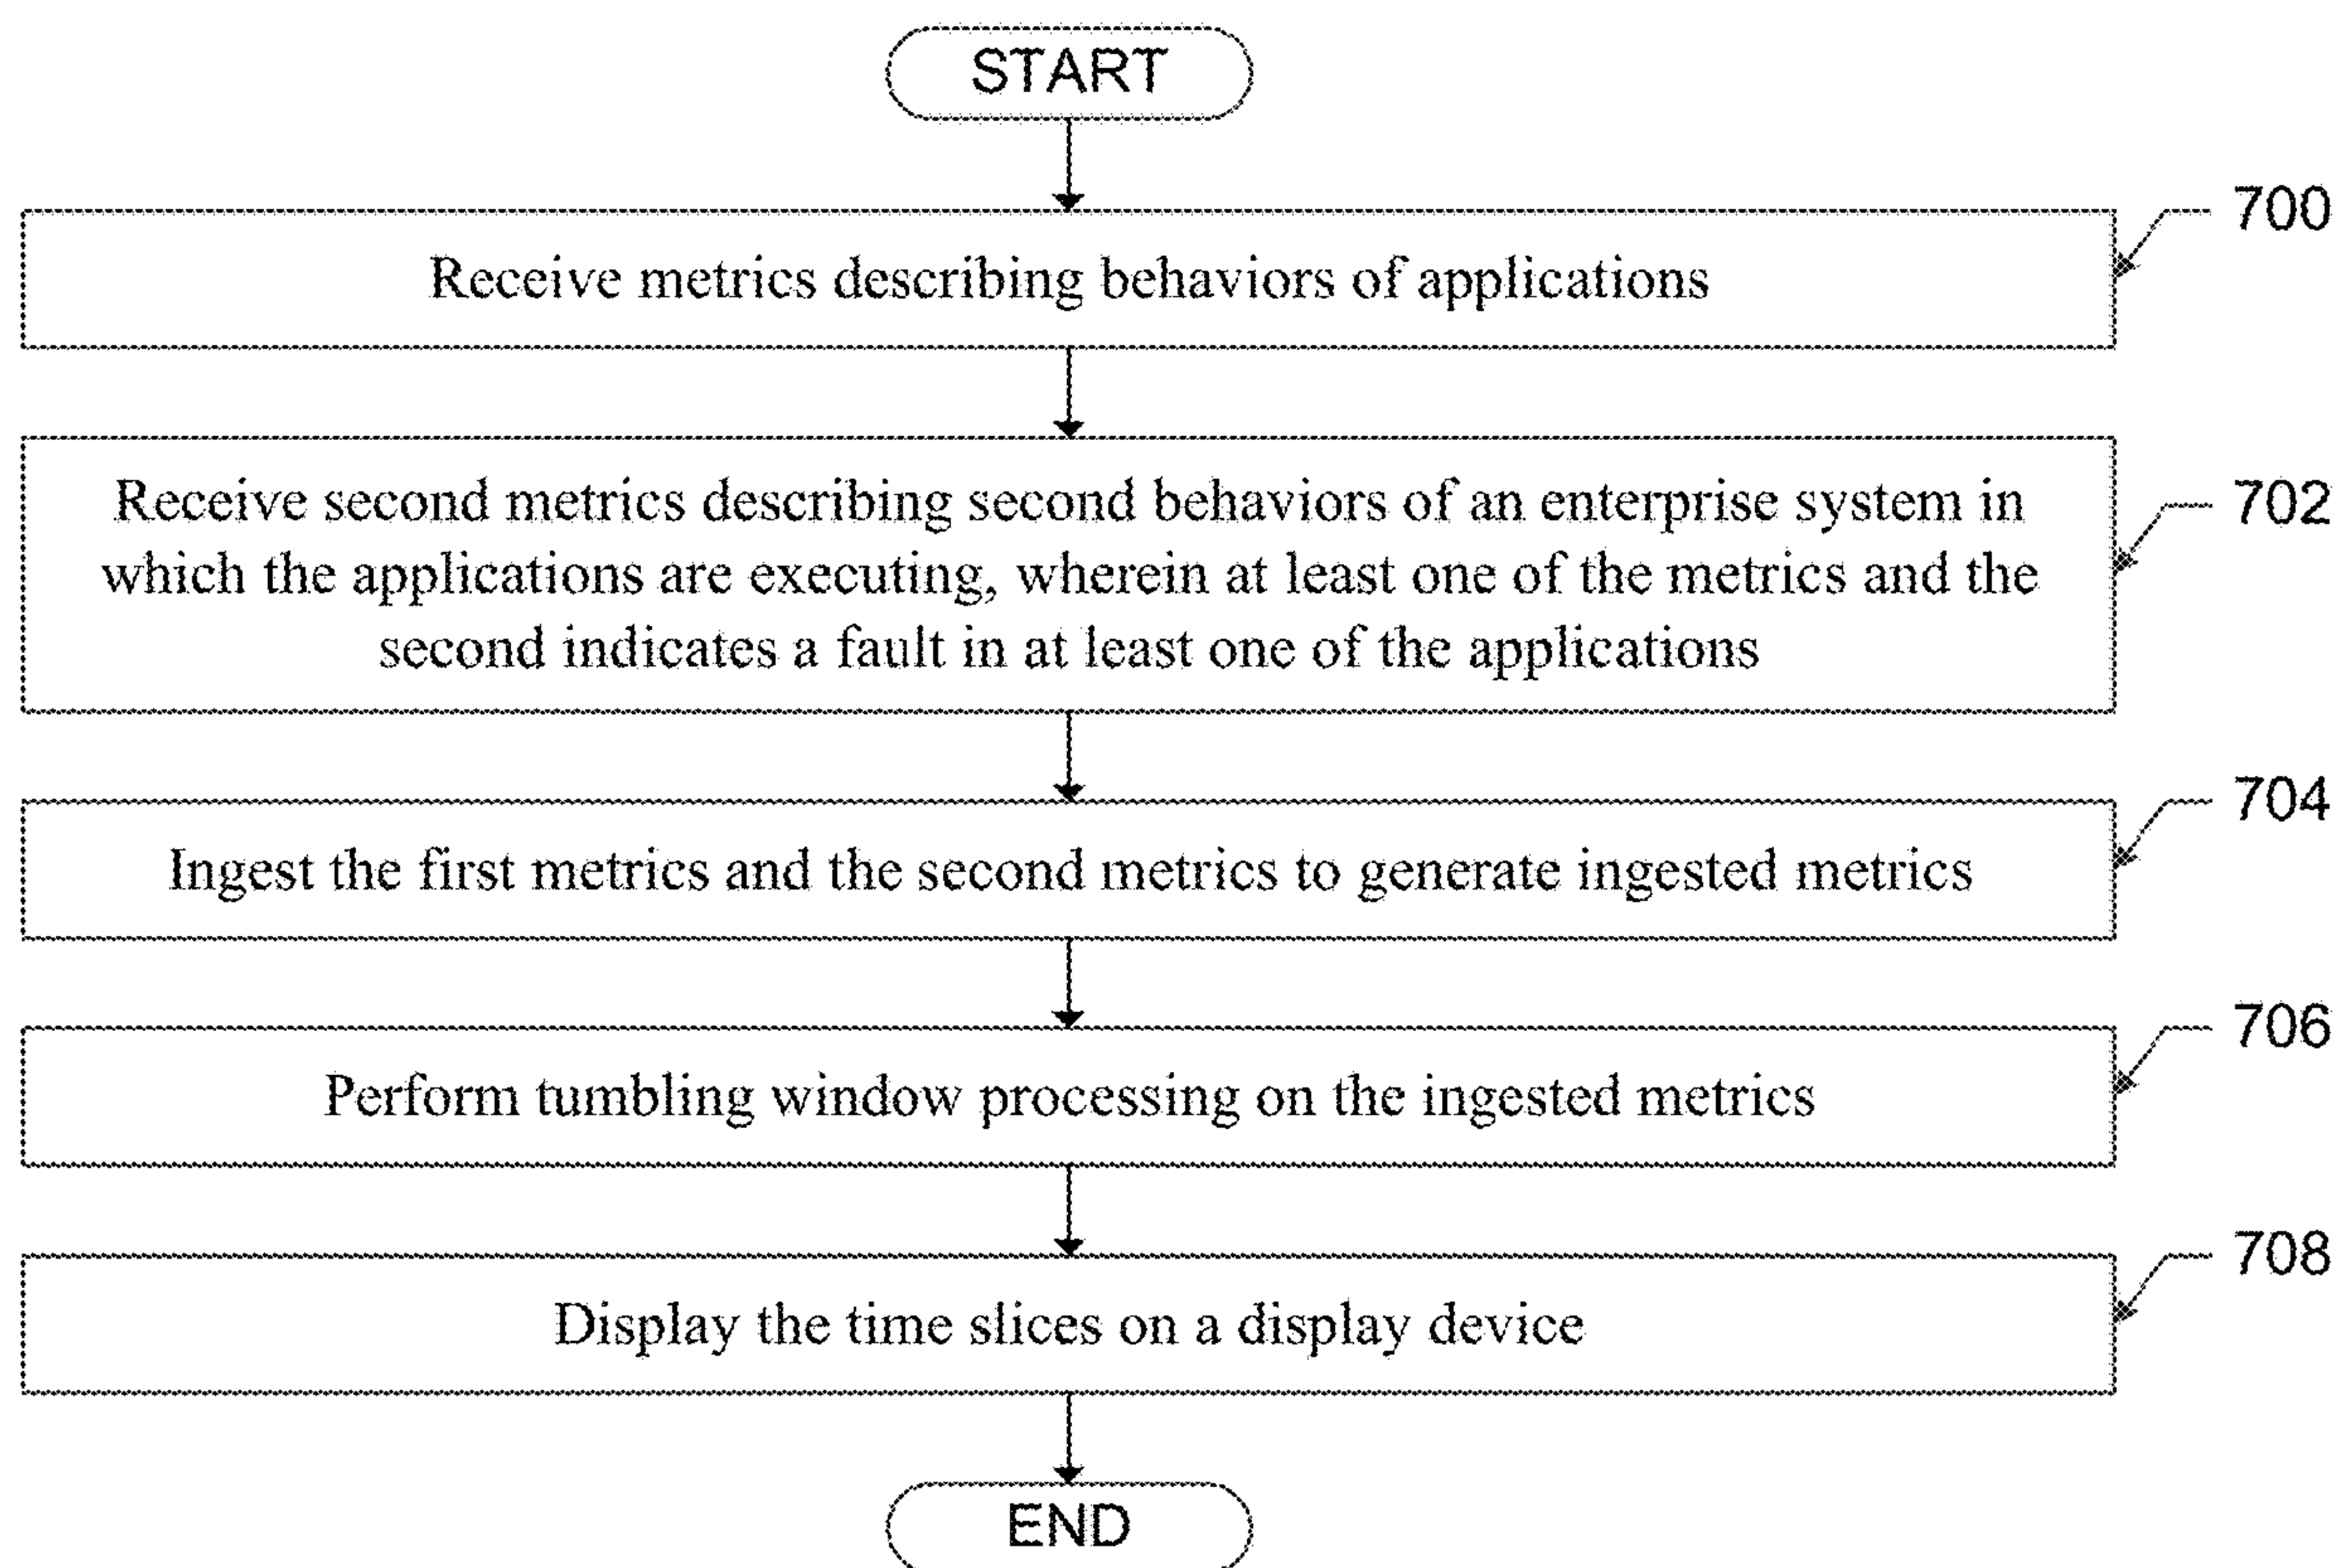 START
700
Receive metrics describing behaviors of applications
Receive second metrics describing second behaviors of an enterprise system in
702
which the applications are executing, wherein at least one of the metrics and the
second indicates a fault in at least one of the applications
704
Ingest the first metrics and the second metrics to generate ingested metrics
706
Perform tumbling window processing on the ingested metrics
708
Display the time slices on a display device
END